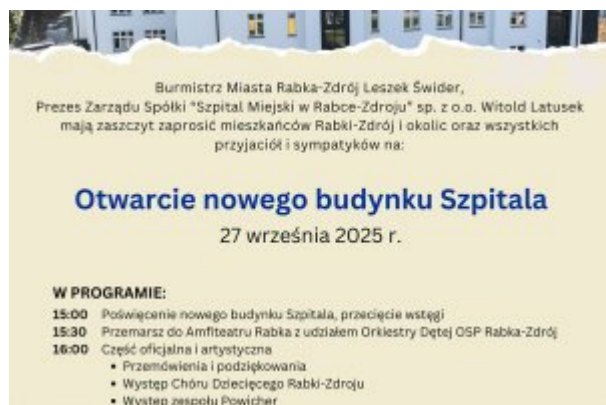 Burmistrz Miasta Rabka-Zdrój Leszek Świder,
Prezes Zarządu Spółki "Szpital Miejski w Rabce-Zdroju" sp. z o.o. Witold Latusek
mają zaszczyt zaprosić mieszkańców Rabki-Zdrój i okolic oraz wszystkich
przyjaciół i sympatyków na:
Otwarcie nowego budynku Szpitala
27 września 2025 r.
W PROGRAMIE:
15:00 Poświęcenie nowego budynku Szpitala, przecięcie wstęgi
15:30 Przemarsz do Amfiteatru Rabka z udziałem Orkiestry Dętej OSP Rabka-Zdrój
16:00 Część oficjalna i artystyczna
• Przemówienia i podziękowania
• Występ Chóru Dziecięcego Rabki-Zdroju
• Występ zespołu Powicher